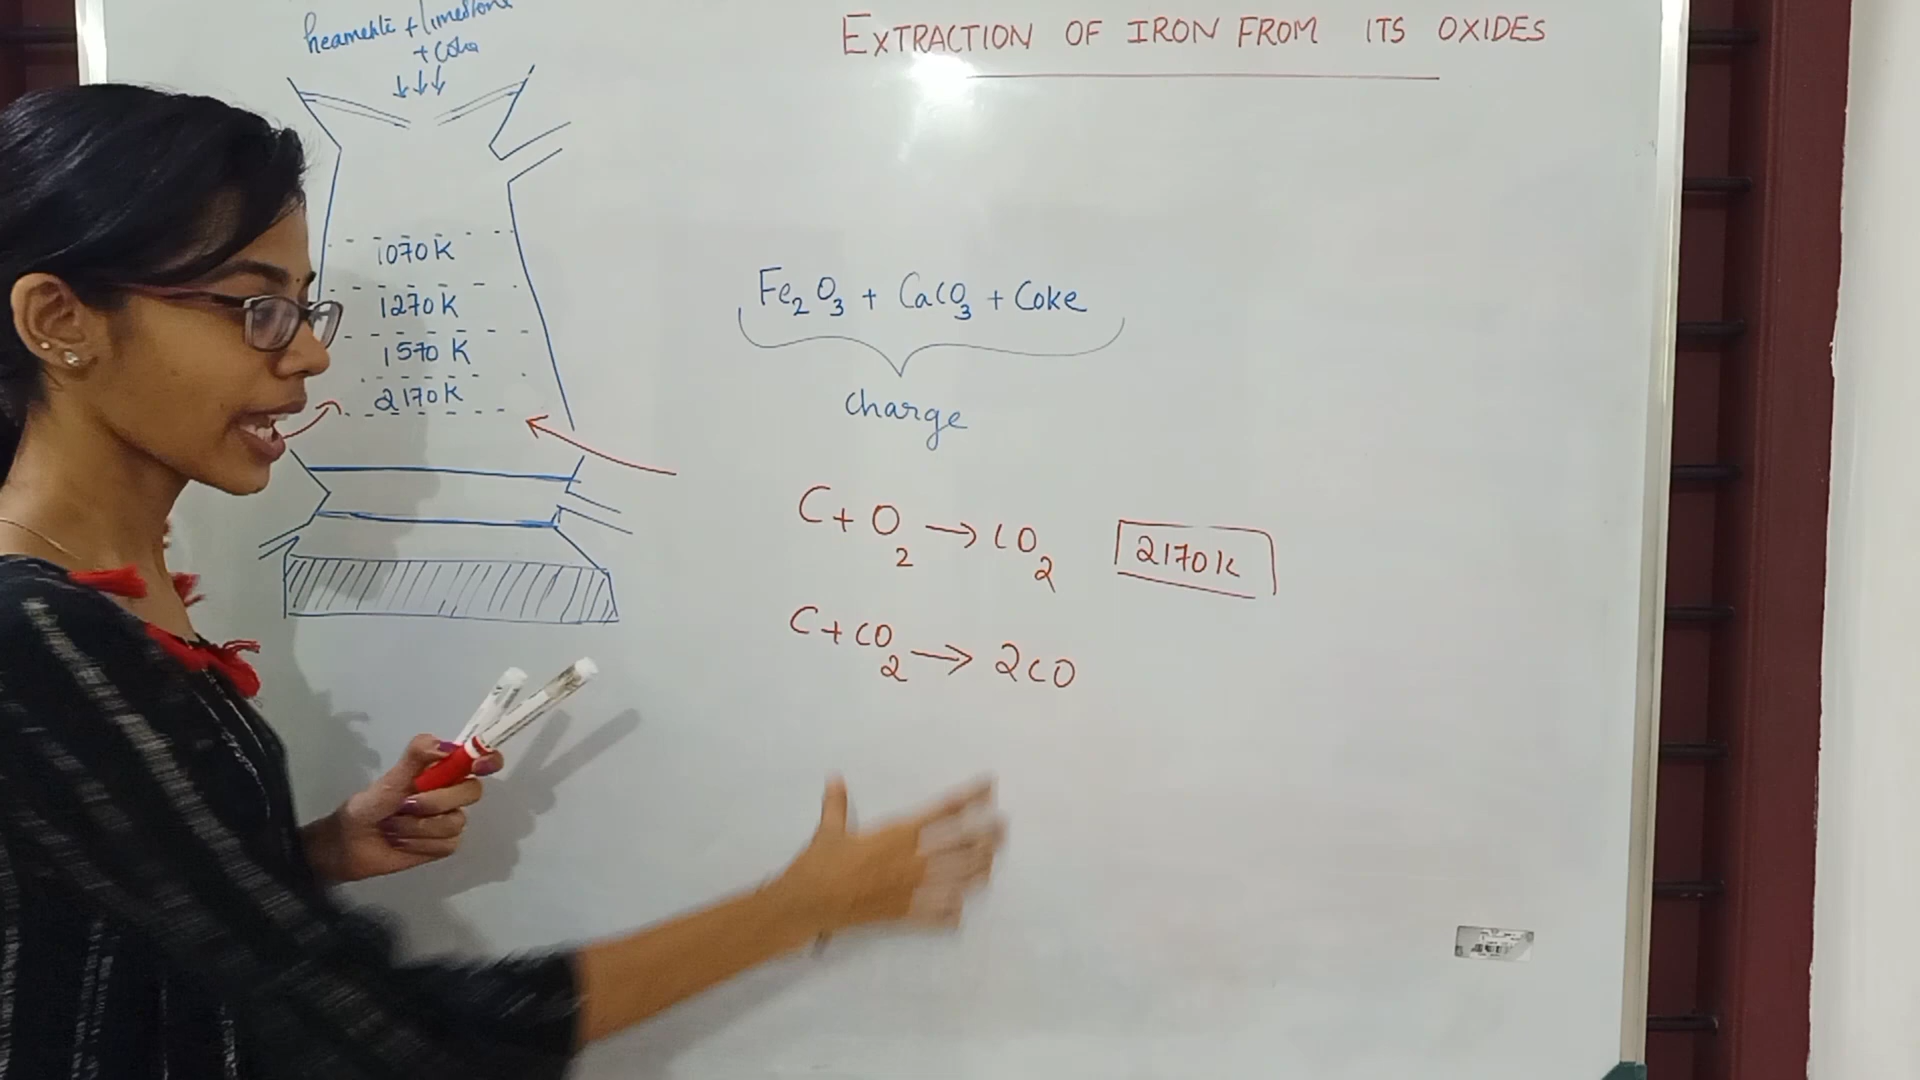 heamekte + limestone
+ Coke
EXTRACTION OF IRON FROM ITS OXIDES
1070 K
1270 K
1570 K
2170 K
Fe₂O₃ + CaCO₃ + Coke
charge
C + O₂ → CO₂ 2170 K
C + CO₂ → 2CO